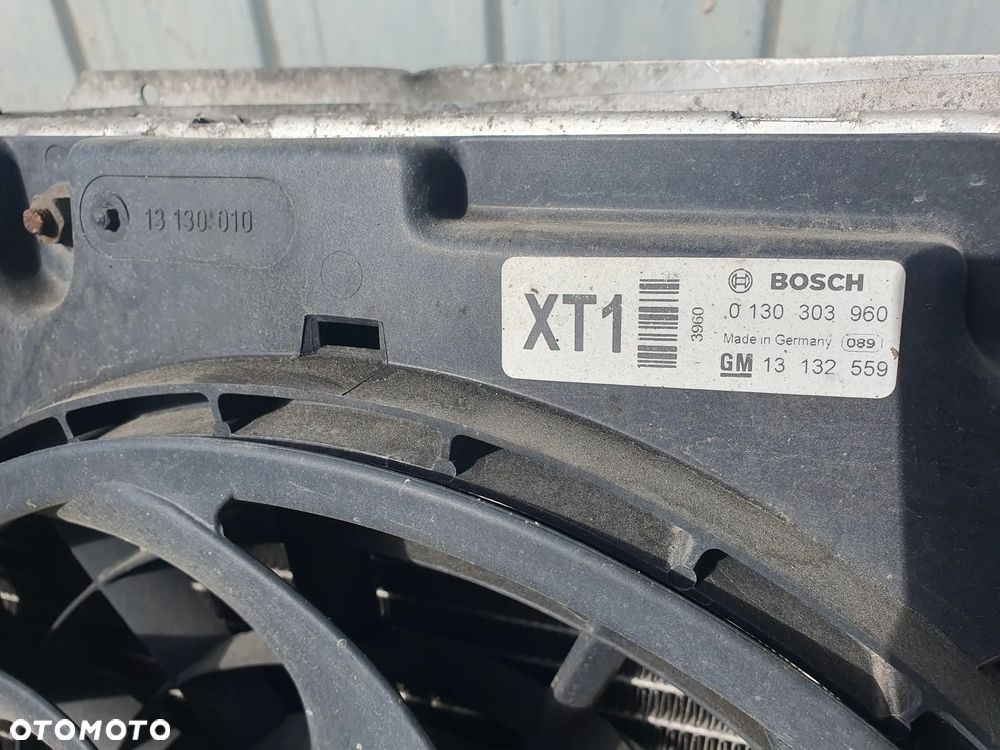 13 130 010
XT1
3960
BOSCH
0 130 303 960
Made in Germany 089
GM 13 132 559
OTOMOTO